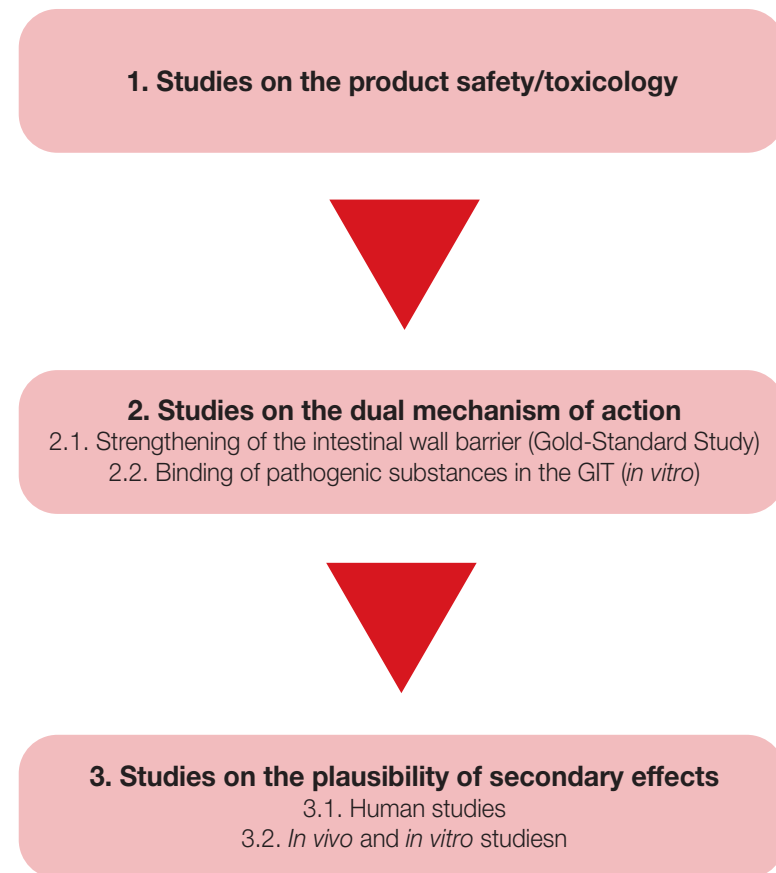 1. Studies on the product safety/toxicology
2. Studies on the dual mechanism of action
2.1. Strengthening of the intestinal wall barrier (Gold-Standard Study)
2.2. Binding of pathogenic substances in the GIT (in vitro)
3. Studies on the plausibility of secondary effects
3.1. Human studies
3.2. In vivo and in vitro studiesn